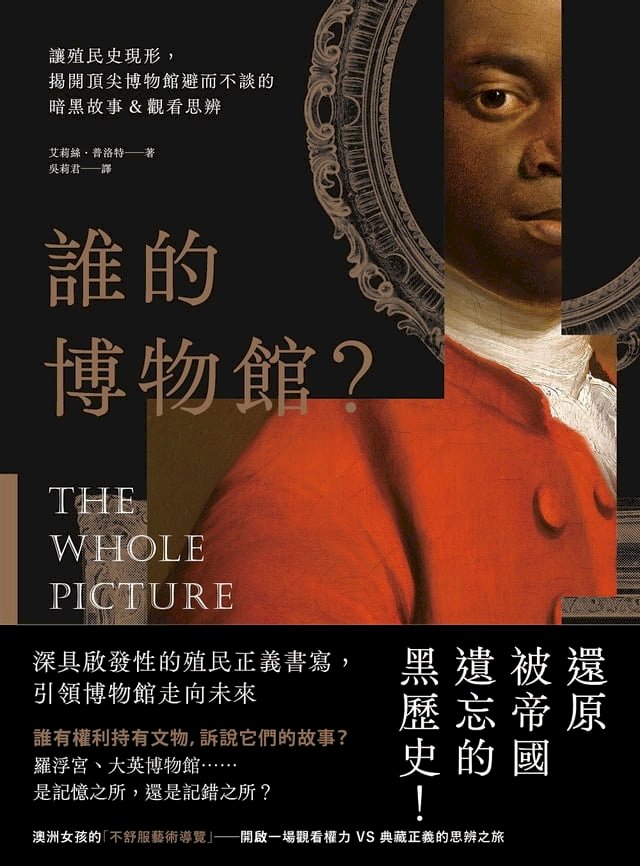 讓殖民史現形，
揭開頂尖博物館避而不談的
暗黑故事 & 觀看思辨
艾莉絲・普洛特──著
吳莉君──譯
誰的
博物館？
THE
WHOLE
PICTURE
深具啟發性的殖民正義書寫，
引領博物館走向未來
誰有權利持有文物，訴說它們的故事？
羅浮宮、大英博物館……
是記憶之所，還是記錯之所？
還原
被帝國
遺忘的
黑歷史！
澳洲女孩的「不舒服藝術導覽」──開啟一場觀看權力 VS 典藏正義的思辨之旅